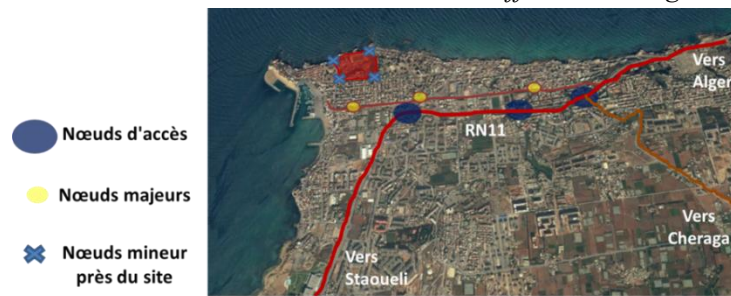 Nœuds d'accès
Nœuds majeurs
Nœuds mineur
près du site
RN11
Vers
Alger
Vers
Cheraga
Vers
Staoueli